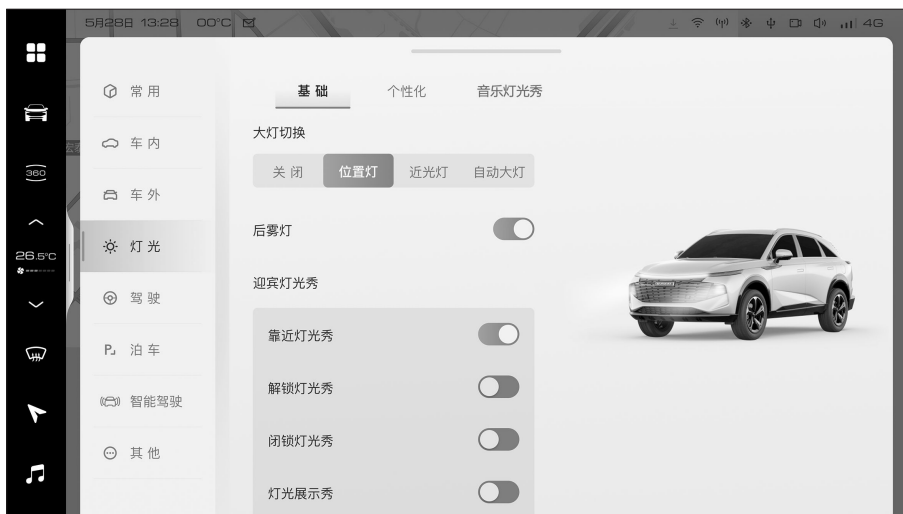 5月28日 13:28 00°C
4G
360
26.5°C
常用
车内
车外
灯光
驾驶
泊车
智能驾驶
其他
基础 个性化 音乐灯光秀
大灯切换
关闭 位置灯 近光灯 自动大灯
后雾灯
迎宾灯光秀
靠近灯光秀
解锁灯光秀
闭锁灯光秀
灯光展示秀